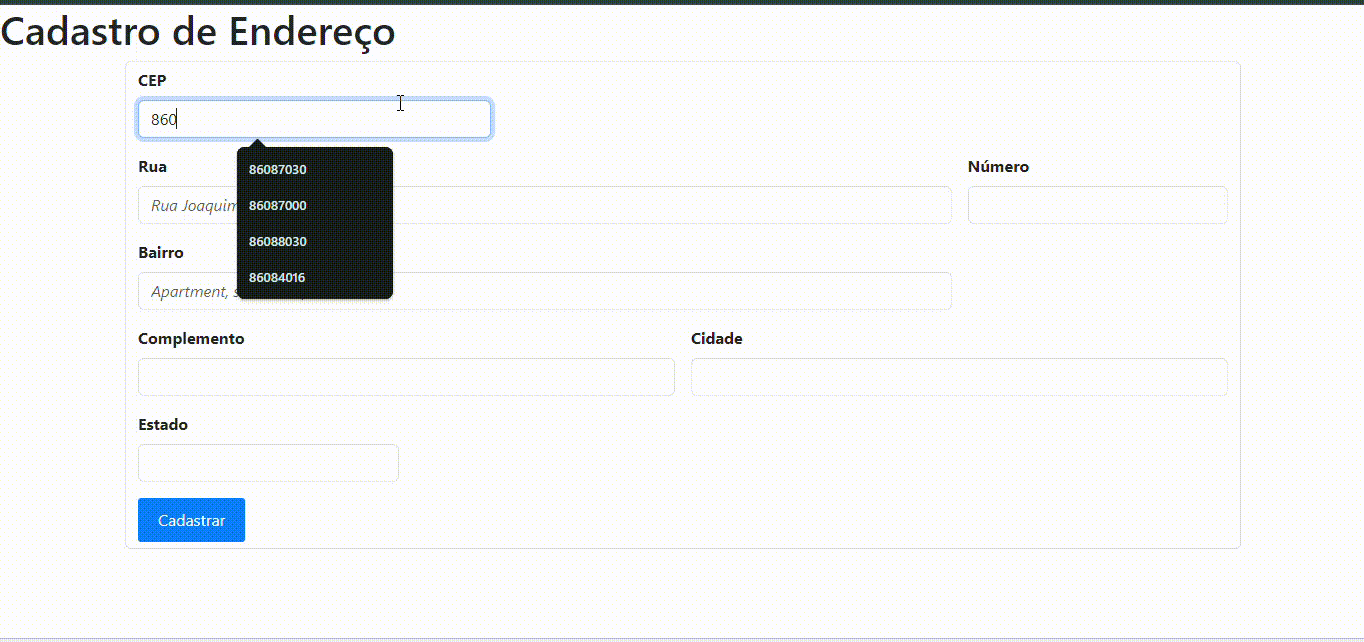 Cadastro de Endereço
CEP
860
86087030
86087000
86088030
86084016
Rua
Número
Rua Joaquim
Bairro
Apartment,
Complemento
Cidade
Estado
Cadastrar